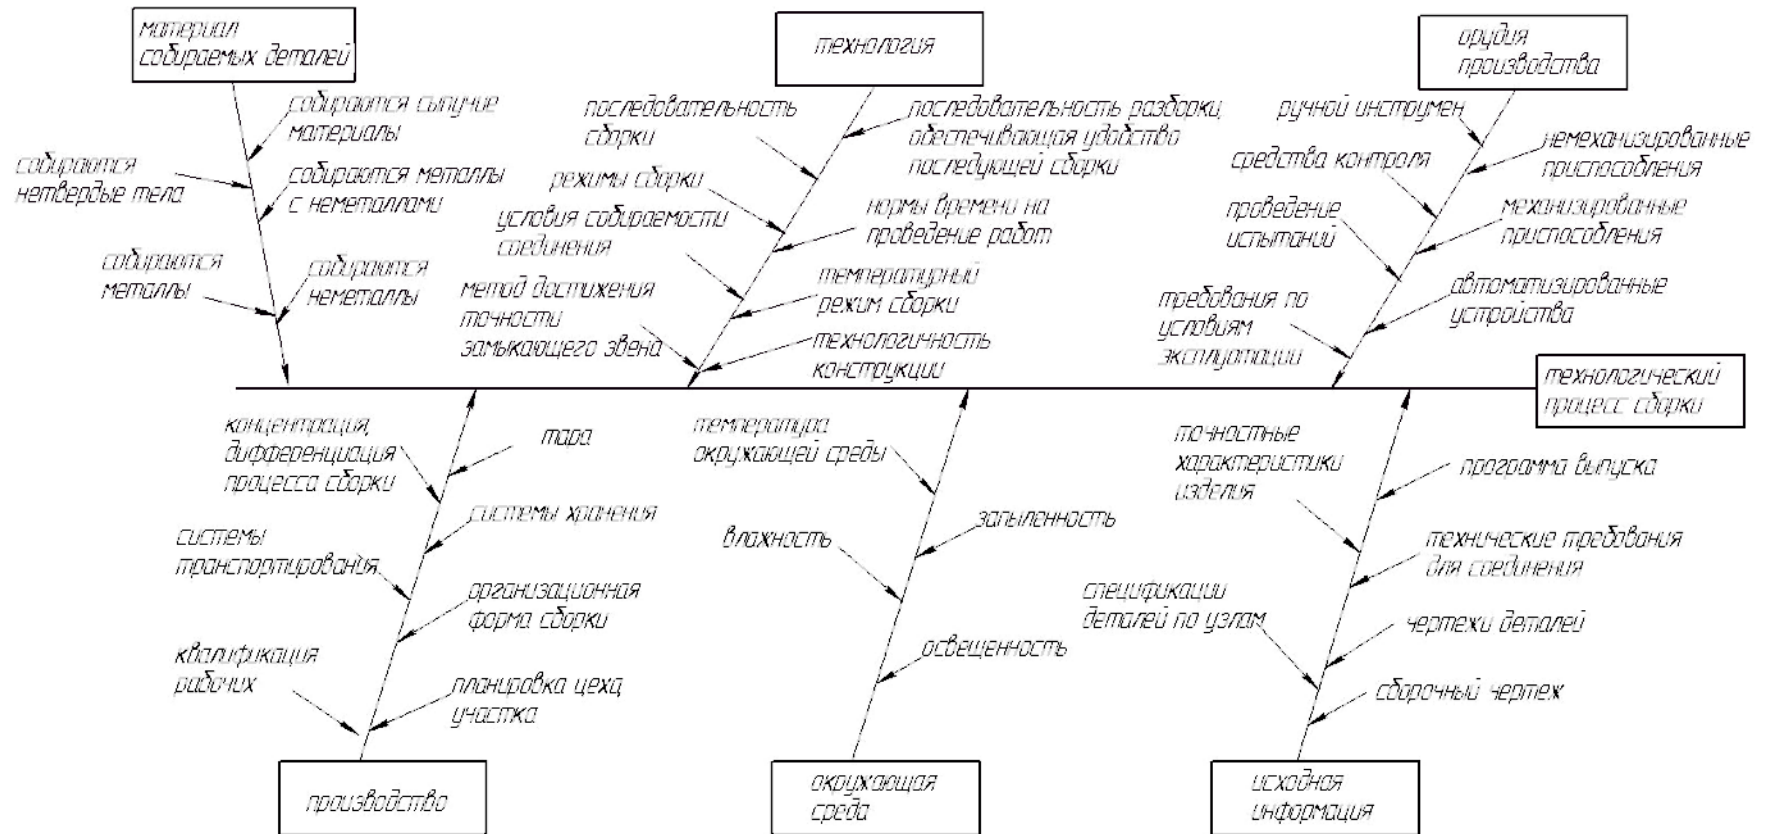 материал
собираемых деталей
технология
орудия
производства
собираются сыпучие
материалы
собираются
нетвердые тела
собираются металлы
с неметаллами
собираются
металлы
собираются
неметаллы
последовательность
сборки
последовательность разборки,
обеспечивающая удобство
последующей сборки
режимы сборки
нормы времени на
проведение работ
условия собираемости
соединения
температурный
режим сборки
метод достижения
точности
замыкающего звена
технологичность
конструкции
ручной инструмен
немеханизированные
приспособления
средства контроля
механизированные
приспособления
проведение
испытаний
автоматизированные
устройства
требования по
условиям
эксплуатации
технологический
процесс сборки
концентрация,
дифференциация
процесса сборки
тара
системы хранения
системы
транспортирования
организационная
форма сборки
квалификация
рабочих
планировка цеха,
участка
производство
температура
окружающей среды
запыленность
влажность
освещенность
окружающая
среда
точностные
характеристики
изделия
программа выпуска
технические требования
для соединения
спецификации
деталей по узлам
чертежи деталей
сборочный чертеж
исходная
информация